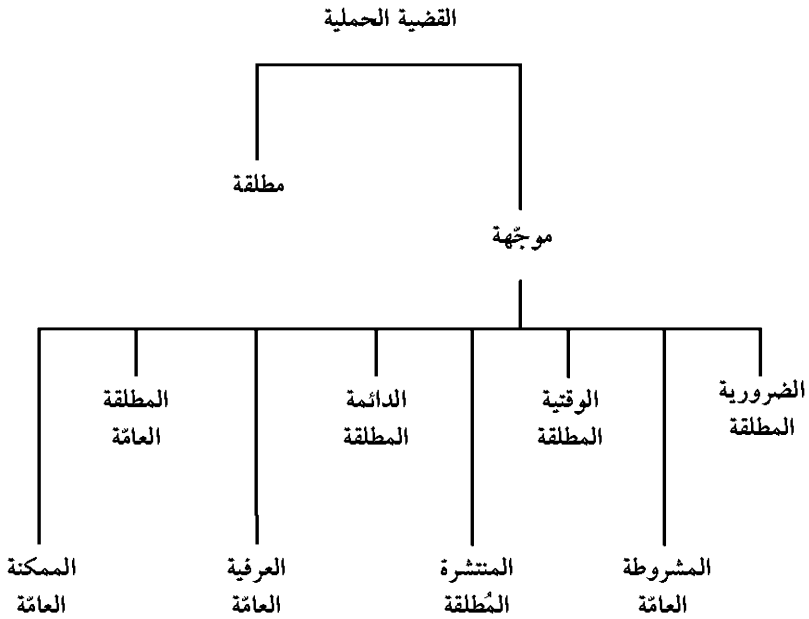 القضية الحملية
مطلقة
موجّهة
الضرورية
المطلقة
الوقتية
المطلقة
الدائمة
المطلقة
المطلقة
العامّة
المشروطة
العامّة
المنتشرة
المُطلقة
العرفية
العامّة
الممكنة
العامّة